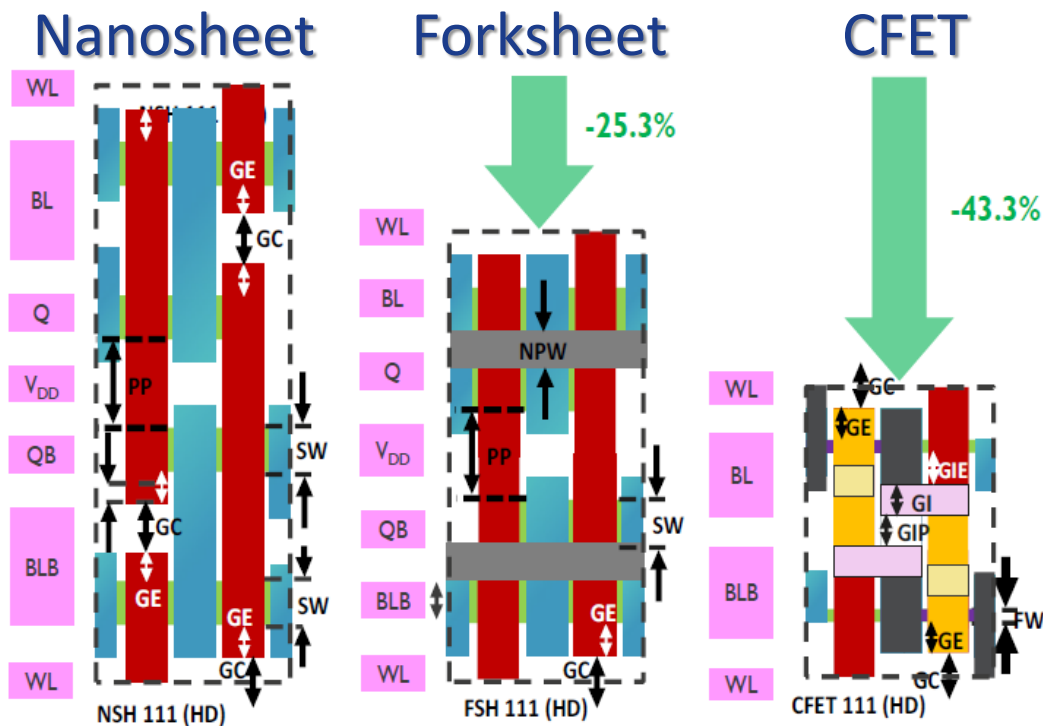 Nanosheet
WL
BL
Q
VDD
QB
BLB
WL
GE
GC
PP
SW
GC
GE
SW
GE
GC
NSH 111 (HD)
Forksheet
-25.3%
WL
BL
Q
VDD
QB
BLB
WL
NPW
PP
SW
GE
GC
FSH 111 (HD)
CFET
-43.3%
WL
BL
BLB
WL
GC
GE
GIE
GI
GIP
FW
GE
GC
CFET 111 (HD)